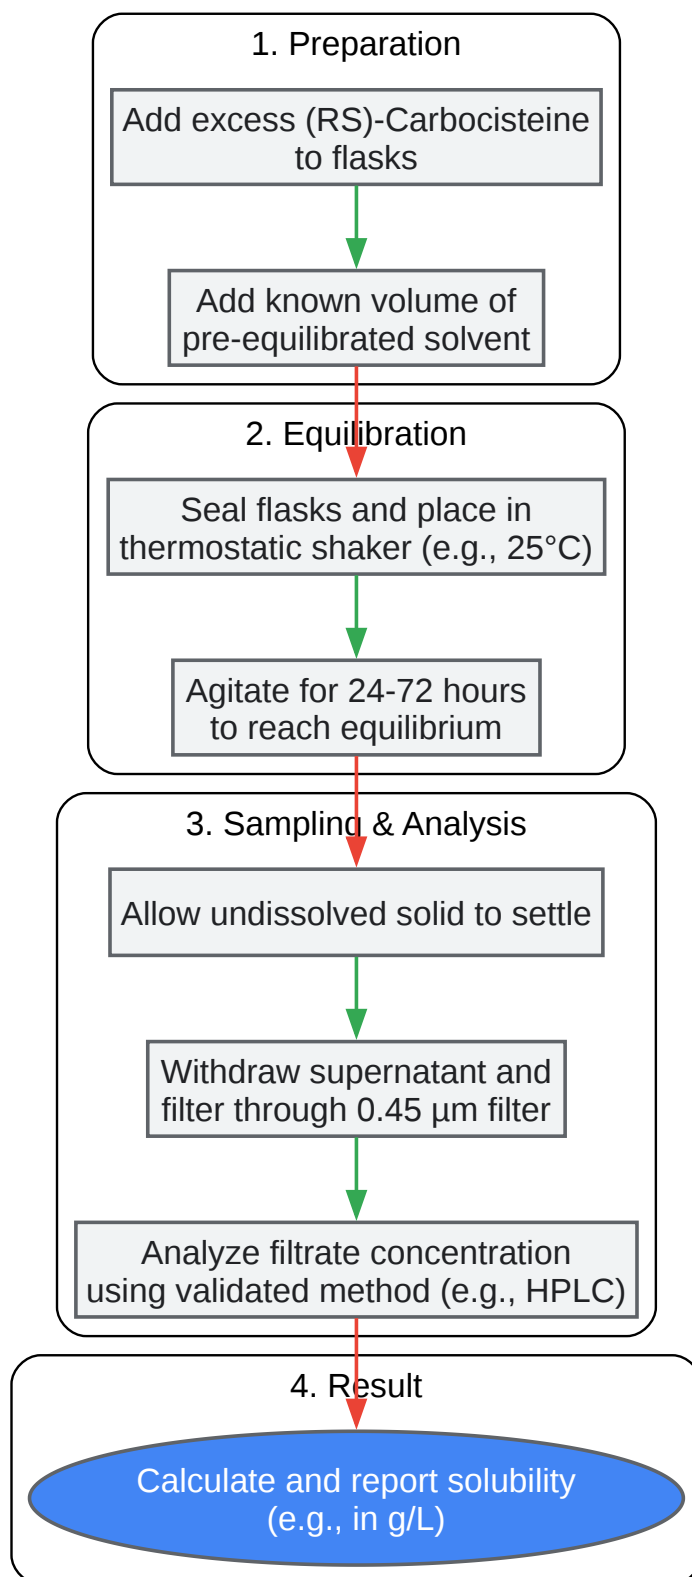 1. Preparation
Add excess (RS)-Carbocisteine
to flasks
Add known volume of
pre-equilibrated solvent
2. Equilibration
Seal flasks and place in
thermostatic shaker (e.g., 25°C)
Agitate for 24-72 hours
to reach equilibrium
3. Sampling & Analysis
Allow undissolved solid to settle
Withdraw supernatant and
filter through 0.45 µm filter
Analyze filtrate concentration
using validated method (e.g., HPLC)
4. Result
Calculate and report solubility
(e.g., in g/L)